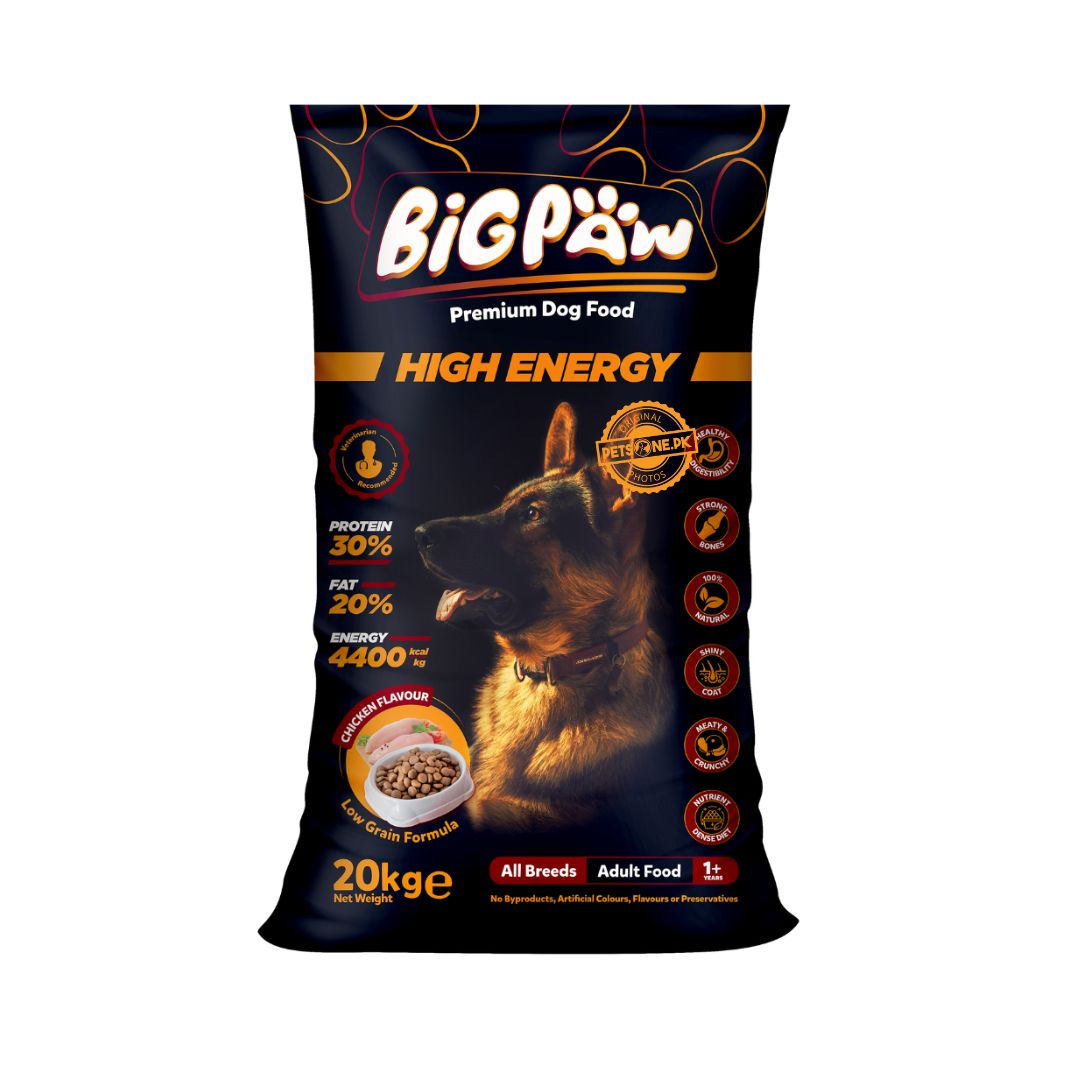 BiGPaw
Premium Dog Food
HIGH ENERGY
Veterinarian
Recommended
PROTEIN
30%
FAT
20%
ENERGY
4400 kcal
kg
CHICKEN FLAVOUR
Low Grain Formula
20kg℮
Net Weight
ORIGINAL
PETSONE.PK
PHOTOS
HEALTHY
DIGESTIBILITY
STRONG
BONES
100%
NATURAL
SHINY
COAT
MEATY &
CRUNCHY
NUTRIENT
DENSE DIET
All Breeds Adult Food 1+
YEARS
No Byproducts, Artificial Colours, Flavours or Preservatives